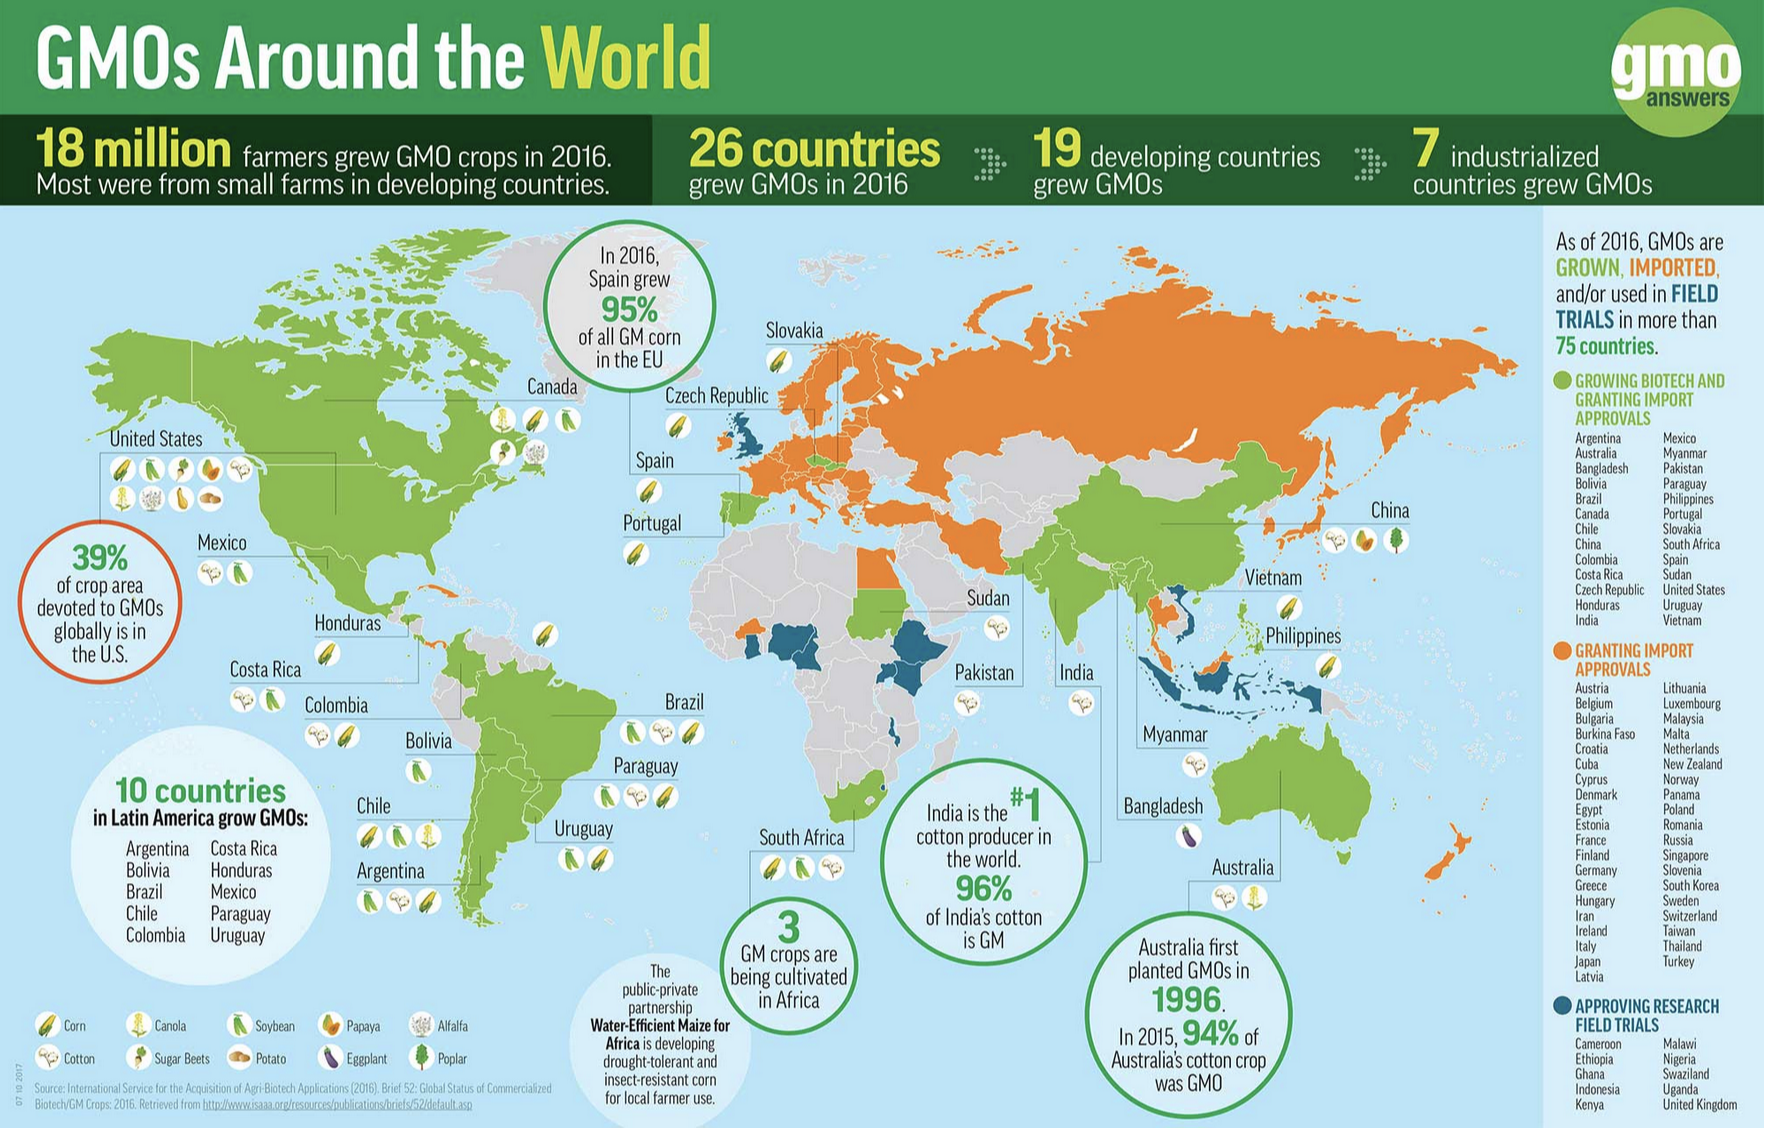 GMOs Around the World
gmo
answers
18 million farmers grew GMO crops in 2016.
Most were from small farms in developing countries.
26 countries
grew GMOs in 2016
19 developing countries
grew GMOs
7 industrialized
countries grew GMOs
In 2016,
Spain grew
95%
of all GM corn
in the EU
Slovakia
Canada
Czech Republic
United States
Spain
Portugal
China
39%
of crop area
devoted to GMOs
globally is in
the U.S.
Mexico
Honduras
Costa Rica
Colombia
Bolivia
Brazil
Paraguay
Chile
Uruguay
Argentina
Sudan
Vietnam
Philippines
Pakistan
India
Myanmar
Bangladesh
South Africa
Australia
10 countries
in Latin America grow GMOs:
Argentina Costa Rica
Bolivia Honduras
Brazil Mexico
Chile Paraguay
Colombia Uruguay
India is the #1
cotton producer in
the world.
96%
of India's cotton
is GM
3
GM crops are
being cultivated
in Africa
The
public-private
partnership
Water-Efficient Maize for
Africa is developing
drought-tolerant and
insect-resistant corn
for local farmer use.
Australia first
planted GMOs in
1996.
In 2015, 94% of
Australia's cotton crop
was GMO
Corn Canola Soybean Papaya Alfalfa
Cotton Sugar Beets Potato Eggplant Poplar
Source: International Service for the Acquisition of Agri-Biotech Applications (2016). Brief 52: Global Status of Commercialized
Biotech/GM Crops: 2016. Retrieved from http://www.isaaa.org/resources/publications/briefs/52/default.asp
07 10 2017
As of 2016, GMOs are
GROWN, IMPORTED,
and/or used in FIELD
TRIALS in more than
75 countries.
GROWING BIOTECH AND
GRANTING IMPORT
APPROVALS
Argentina Mexico
Australia Myanmar
Bangladesh Pakistan
Bolivia Paraguay
Brazil Philippines
Canada Portugal
Chile Slovakia
China South Africa
Colombia Spain
Costa Rica Sudan
Czech Republic United States
Honduras Uruguay
India Vietnam
GRANTING IMPORT
APPROVALS
Austria Lithuania
Belgium Luxembourg
Bulgaria Malaysia
Burkina Faso Malta
Croatia Netherlands
Cuba New Zealand
Cyprus Norway
Denmark Panama
Egypt Poland
Estonia Romania
France Russia
Finland Singapore
Germany Slovenia
Greece South Korea
Hungary Sweden
Iran Switzerland
Ireland Taiwan
Italy Thailand
Japan Turkey
Latvia
APPROVING RESEARCH
FIELD TRIALS
Cameroon Malawi
Ethiopia Nigeria
Ghana Swaziland
Indonesia Uganda
Kenya United Kingdom